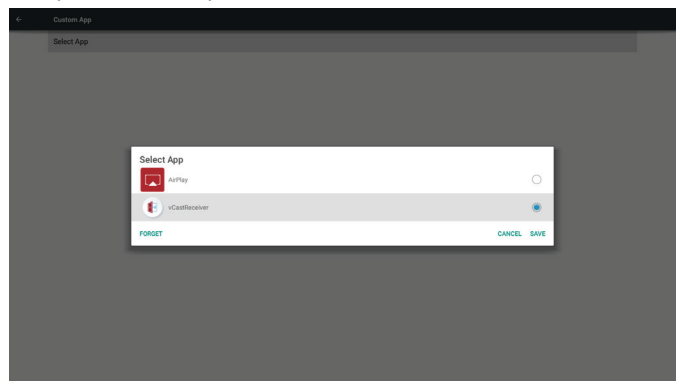 Custom App
Select App
Select App
AirPlay
vCastReceiver
FORGET CANCEL SAVE